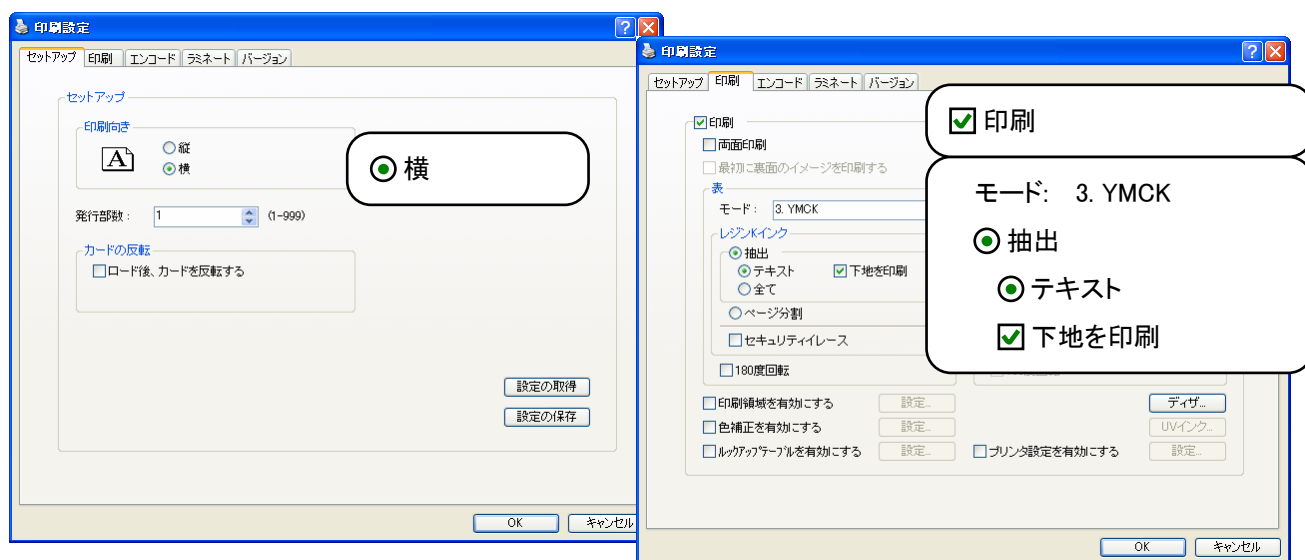 印刷設定
セットアップ 印刷 エンコード ラミネート バージョン
セットアップ
印刷向き
A
縦
横
発行部数： 1 (1-999)
カードの反転
ロード後、カードを反転する
設定の取得
設定の保存
OK キャンセル
横
印刷設定
セットアップ 印刷 エンコード ラミネート バージョン
印刷
両面印刷
最初に裏面のイメージを印刷する
表
モード： 3. YMCK
レジンKインク
抽出
テキスト 下地を印刷
全て
ページ分割
セキュリティイレース
180度回転
印刷領域を有効にする 設定... ディザ...
色補正を有効にする 設定... UVインク...
ルックアップテーブルを有効にする 設定... プリンタ設定を有効にする 設定...
OK キャンセル
印刷
モード: 3. YMCK
抽出
テキスト
下地を印刷